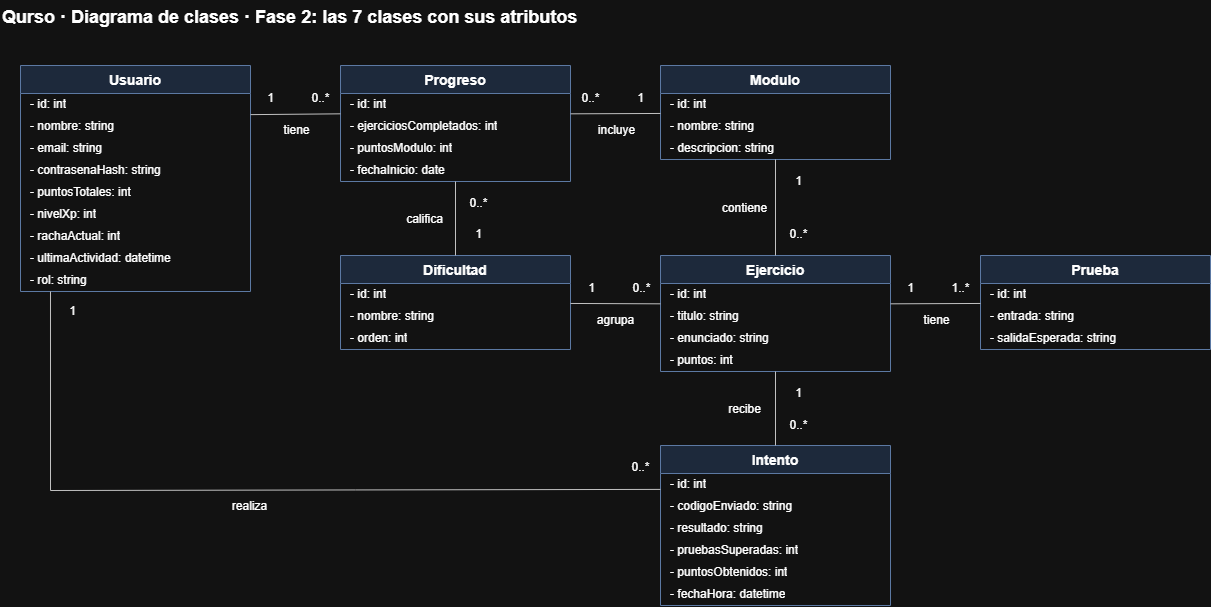 Qurso · Diagrama de clases · Fase 2: las 7 clases con sus atributos
Usuario
- id: int
- nombre: string
- email: string
- contrasenaHash: string
- puntosTotales: int
- nivelXp: int
- rachaActual: int
- ultimaActividad: datetime
- rol: string
1
0..*
tiene
Progreso
- id: int
- ejerciciosCompletados: int
- puntosModulo: int
- fechaInicio: date
0..*
1
incluye
Modulo
- id: int
- nombre: string
- descripcion: string
califica
0..*
1
contiene
1
0..*
Dificultad
- id: int
- nombre: string
- orden: int
1
0..*
agrupa
Ejercicio
- id: int
- titulo: string
- enunciado: string
- puntos: int
1
1..*
tiene
Prueba
- id: int
- entrada: string
- salidaEsperada: string
1
recibe
1
0..*
0..*
realiza
Intento
- id: int
- codigoEnviado: string
- resultado: string
- pruebasSuperadas: int
- puntosObtenidos: int
- fechaHora: datetime